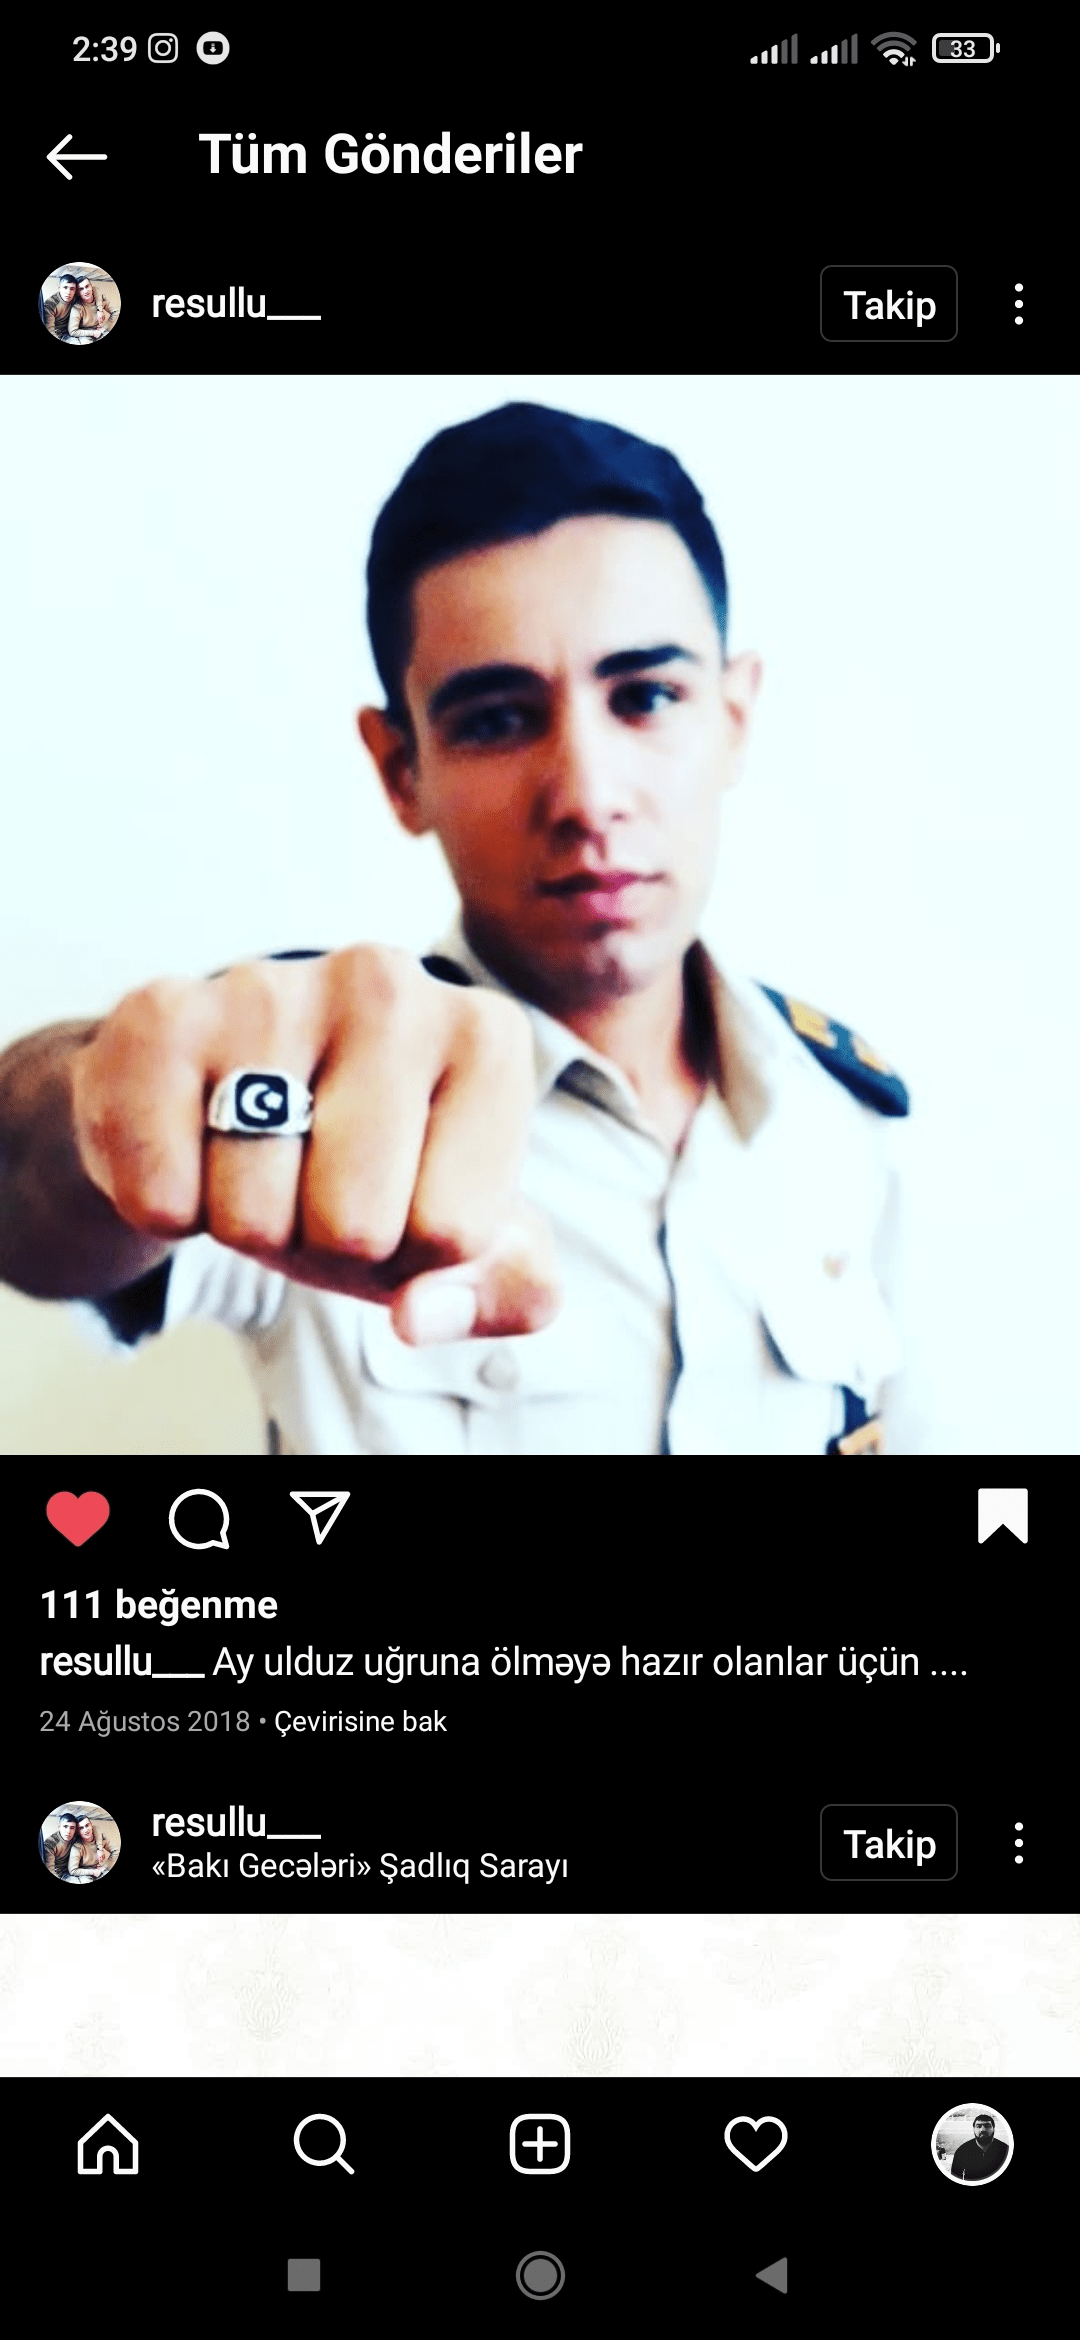 2:39
33
Tüm Gönderiler
resullu___
Takip
111 beğenme
resullu___ Ay ulduz uğruna ölməyə hazır olanlar üçün ....
24 Ağustos 2018 • Çevirisine bak
resullu___
«Bakı Gecələri» Şadlıq Sarayı
Takip